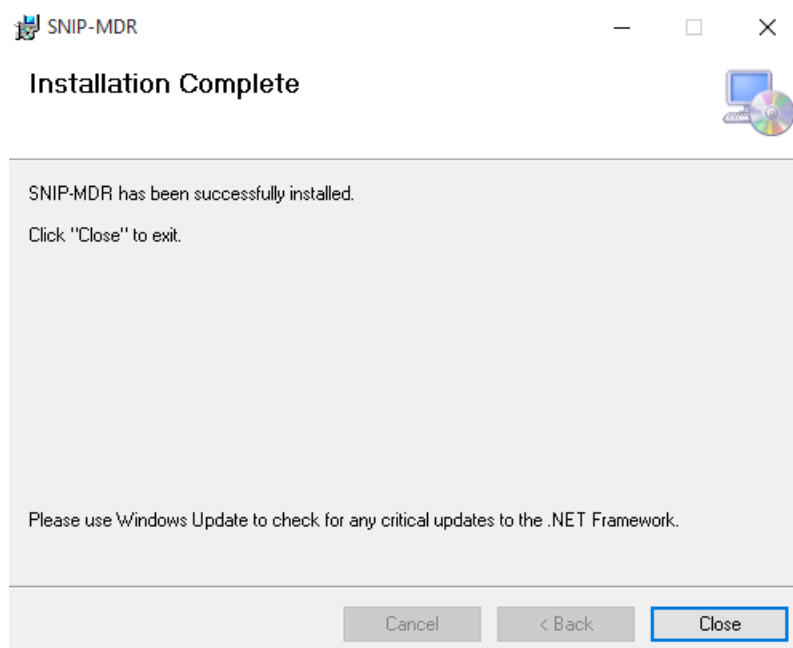 SNIP-MDR
Installation Complete
SNIP-MDR has been successfully installed.
Click "Close" to exit.
Please use Windows Update to check for any critical updates to the .NET Framework.
Cancel
< Back
Close